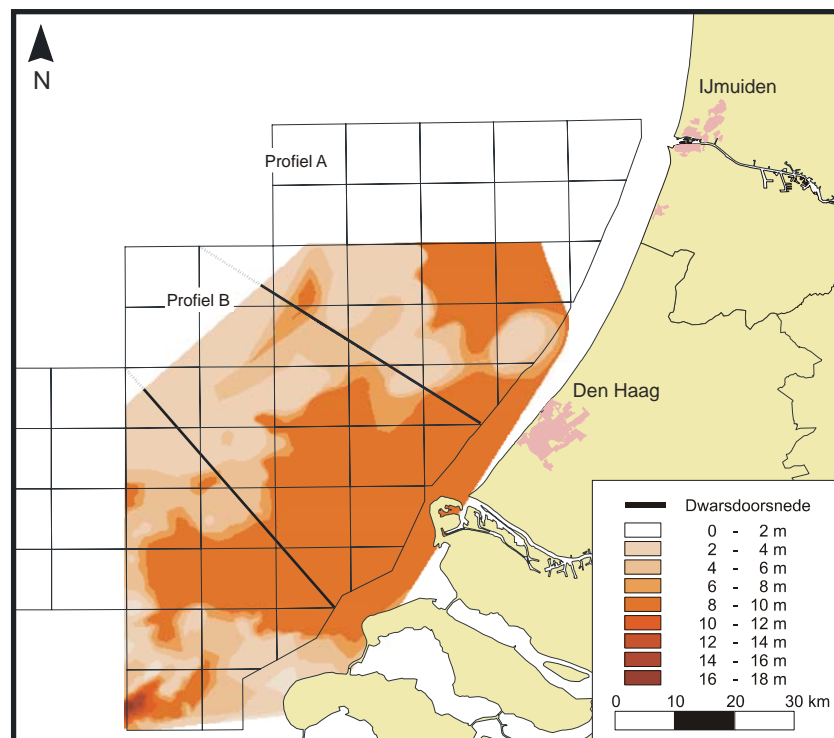 N
IJmuiden
Profiel A
Profiel B
Den Haag
Dwarsdoorsnede
0 - 2 m
2 - 4 m
4 - 6 m
6 - 8 m
8 - 10 m
10 - 12 m
12 - 14 m
14 - 16 m
16 - 18 m
0 10 20 30 km